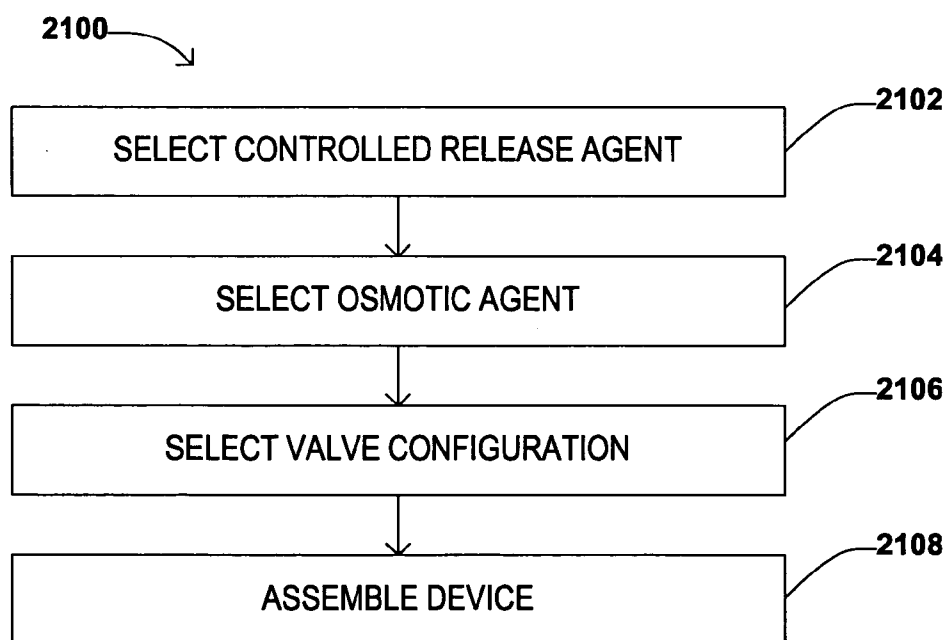 2100
2102
SELECT CONTROLLED RELEASE AGENT
2104
SELECT OSMOTIC AGENT
2106
SELECT VALVE CONFIGURATION
2108
ASSEMBLE DEVICE